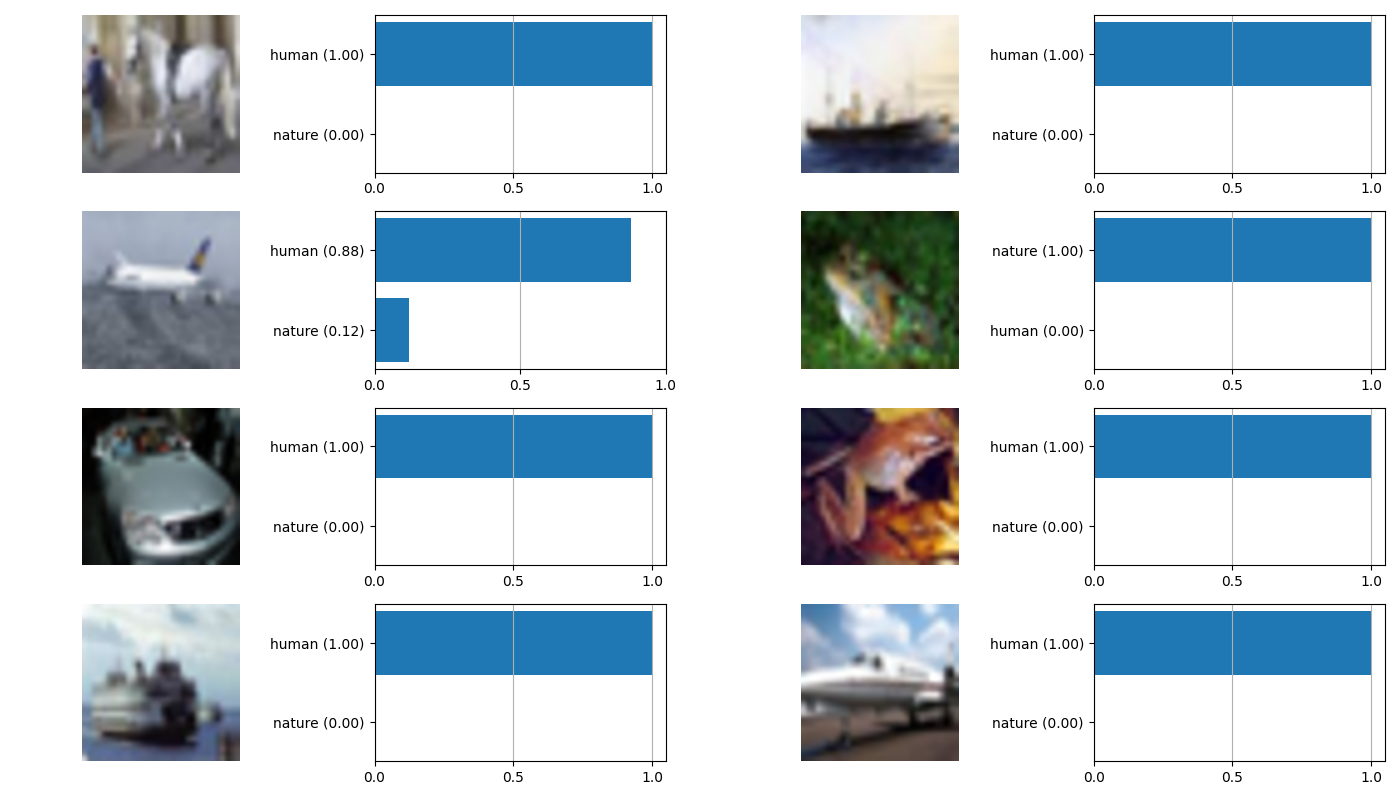 human (1.00)
nature (0.00)
0.0 0.5 1.0
human (1.00)
nature (0.00)
0.0 0.5 1.0
human (0.88)
nature (0.12)
0.0 0.5 1.0
nature (1.00)
human (0.00)
0.0 0.5 1.0
human (1.00)
nature (0.00)
0.0 0.5 1.0
human (1.00)
nature (0.00)
0.0 0.5 1.0
human (1.00)
nature (0.00)
0.0 0.5 1.0
human (1.00)
nature (0.00)
0.0 0.5 1.0